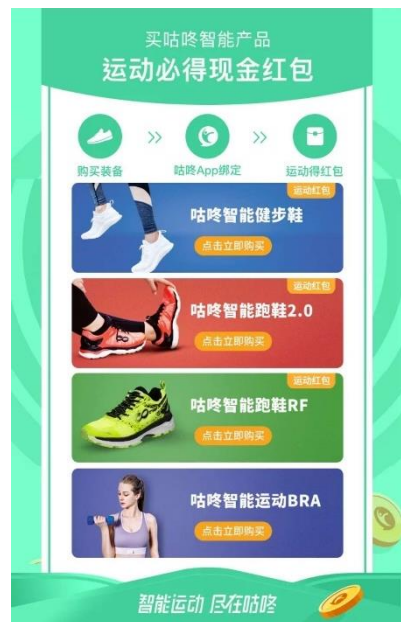 买咕咚智能产品
运动必得现金红包
购买装备
咕咚App绑定
运动得红包
运动红包
咕咚智能健步鞋
点击立即购买
运动红包
咕咚智能跑鞋2.0
点击立即购买
运动红包
咕咚智能跑鞋RF
点击立即购买
咕咚智能运动BRA
点击立即购买
智能运动 尽在咕咚